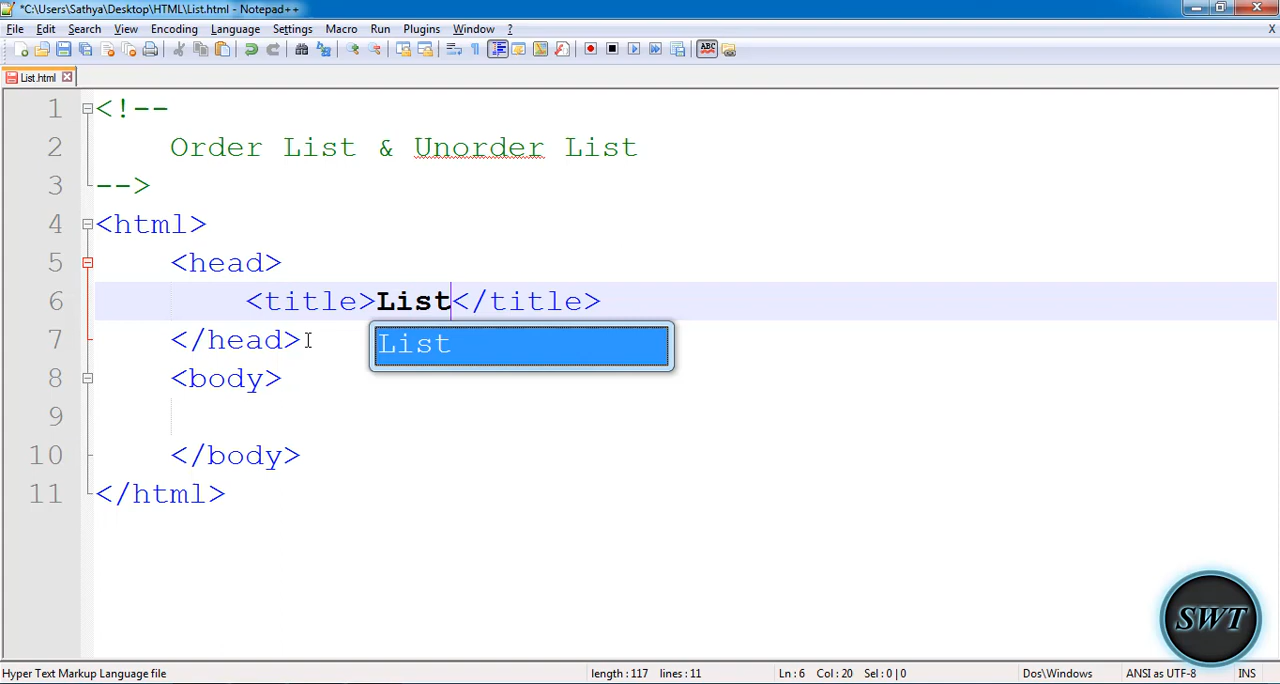 *C:\Users\Sathya\Desktop\HTML\List.html - Notepad++
File Edit Search View Encoding Language Settings Macro Run Plugins Window ? X
ABC
List.html
1 <!--
2 Order List & Unorder List
3 -->
4 <html>
5 <head>
6 <title>List</title>
7 </head>
List
8 <body>
9
10 </body>
11 </html>
SWT
Hyper Text Markup Language file length : 117 lines : 11 Ln : 6 Col : 20 Sel : 0 | 0 Dos\Windows ANSI as UTF-8 INS